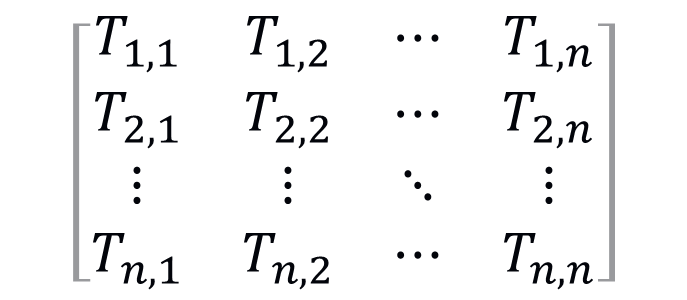 T1,1 T1,2 ⋯ T1,n
T2,1 T2,2 ⋯ T2,n
⋮ ⋮ ⋱ ⋮
Tn,1 Tn,2 ⋯ Tn,n